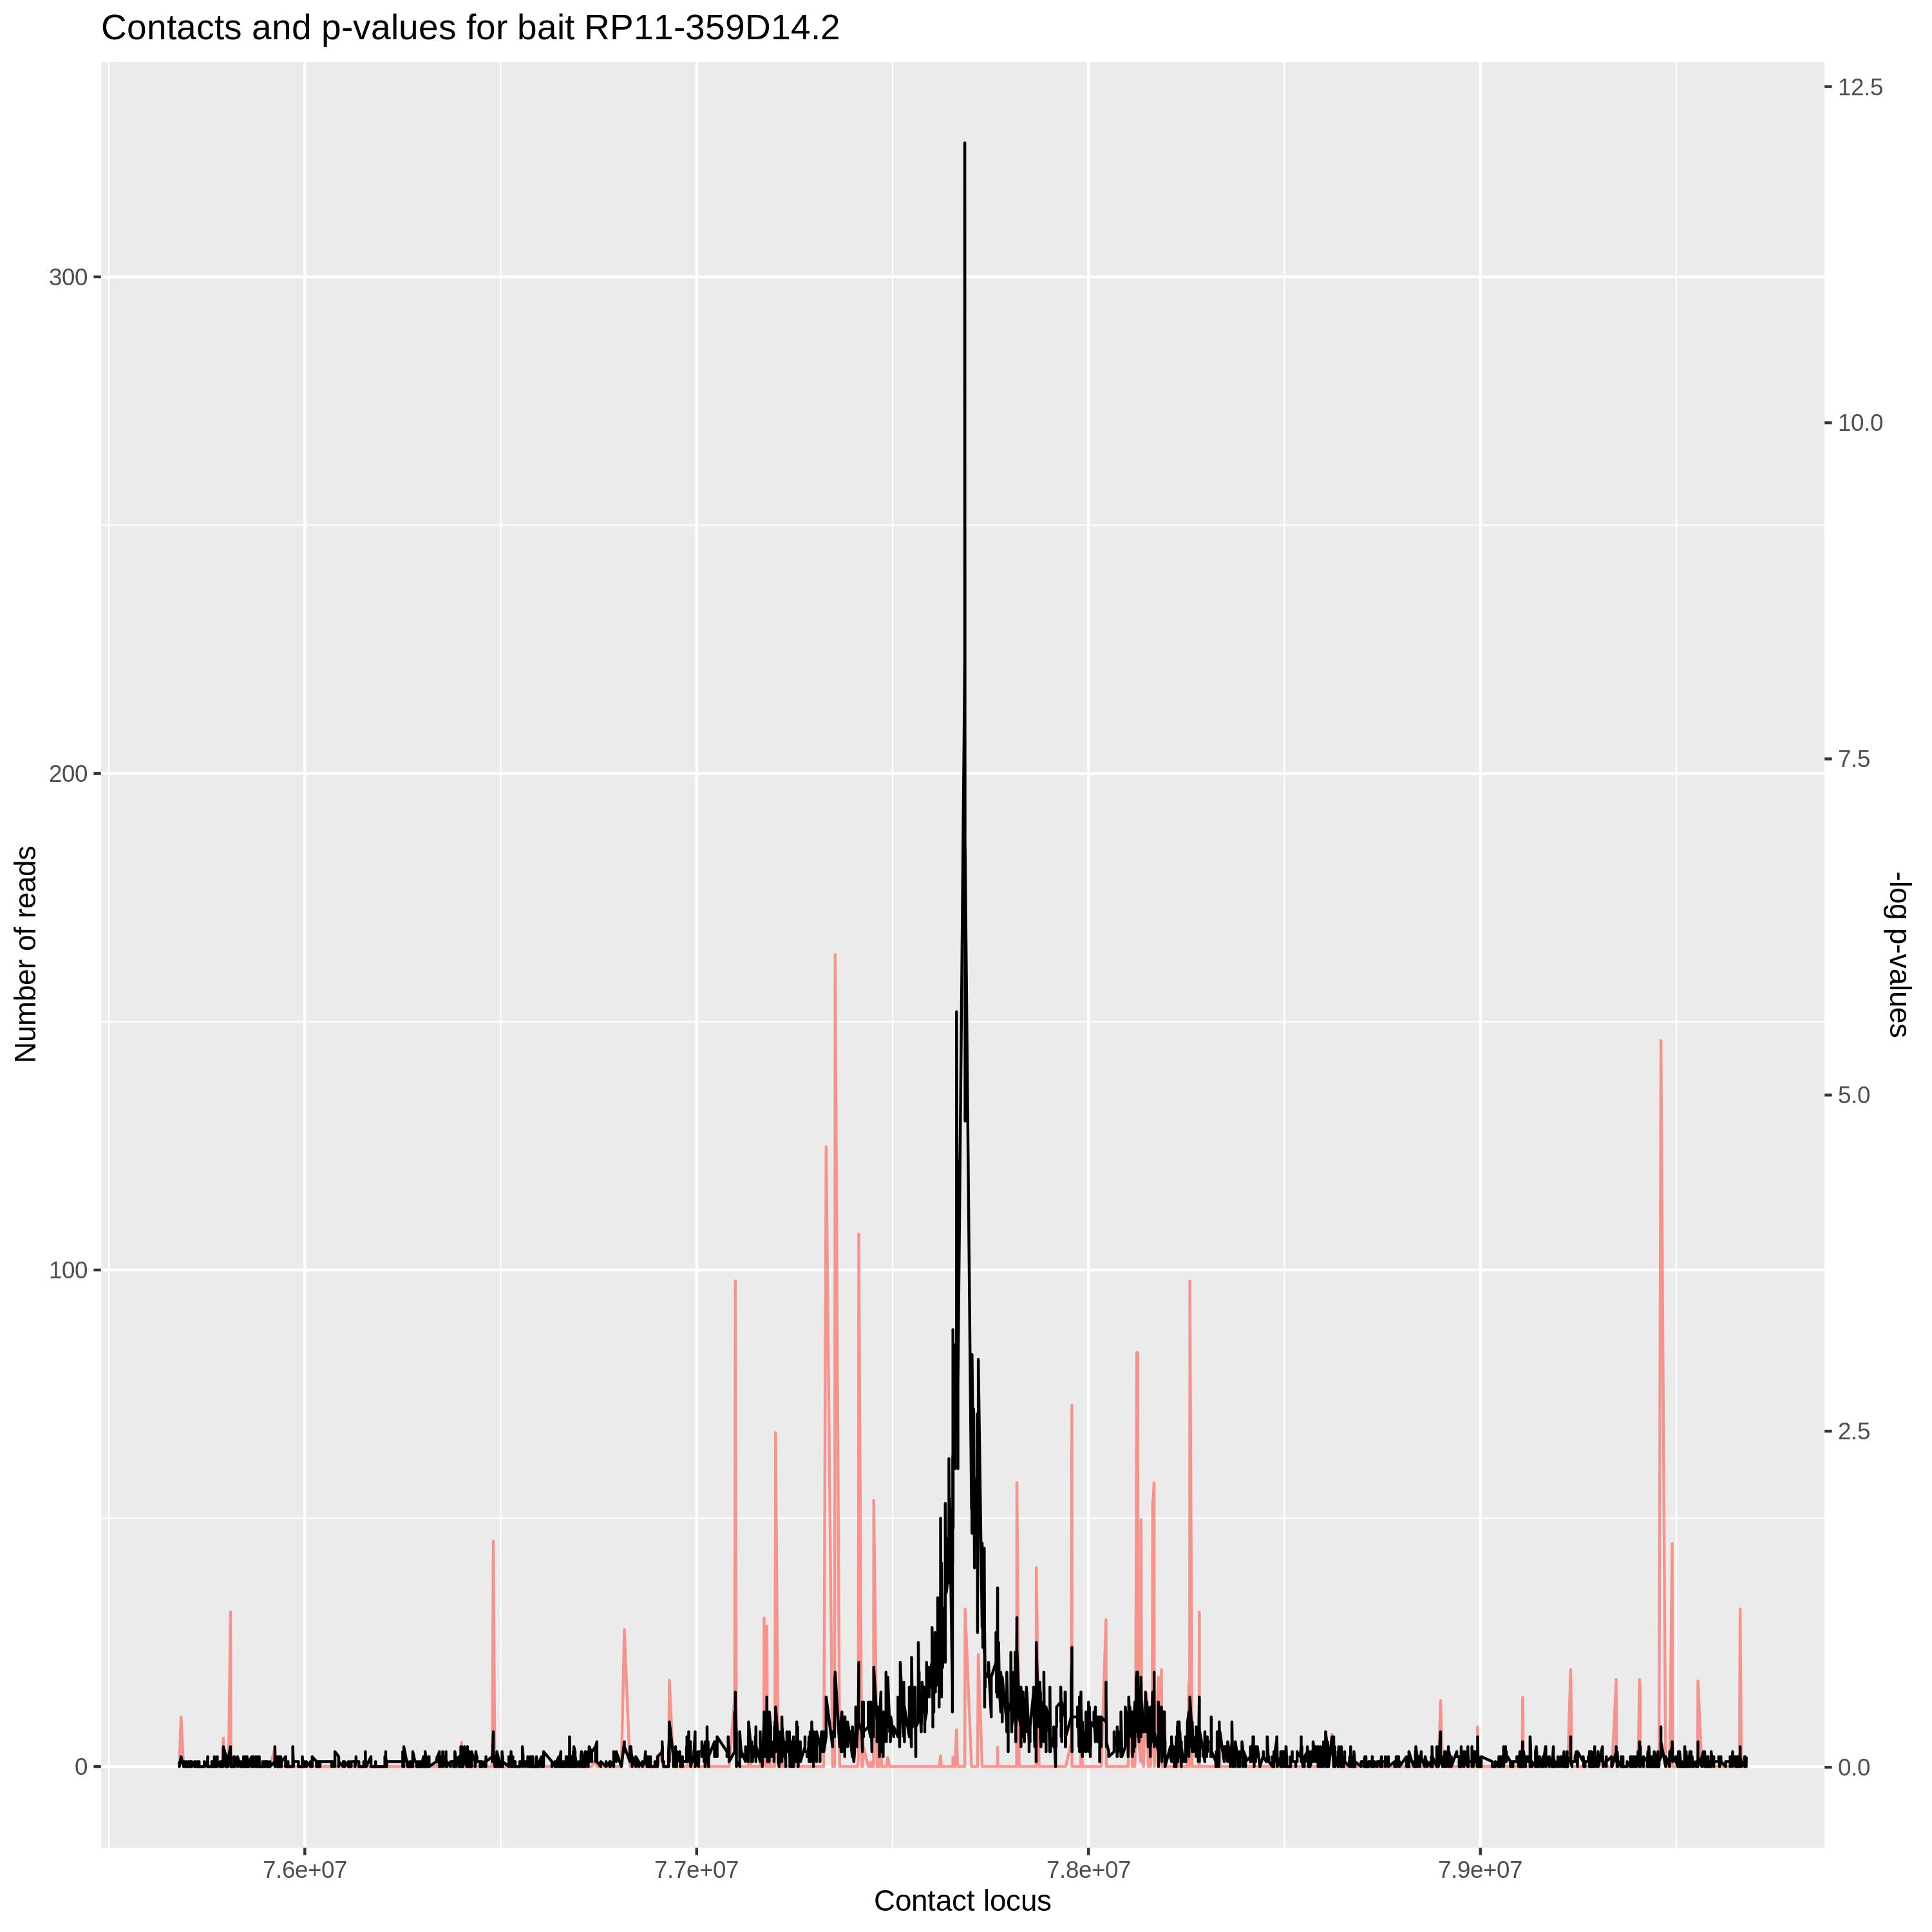 Contacts and p-values for bait RP11-359D14.2
Number of reads
300
200
100
0
12.5
10.0
7.5
5.0
2.5
0.0
-log p-values
7.6e+07
7.7e+07
7.8e+07
7.9e+07
Contact locus